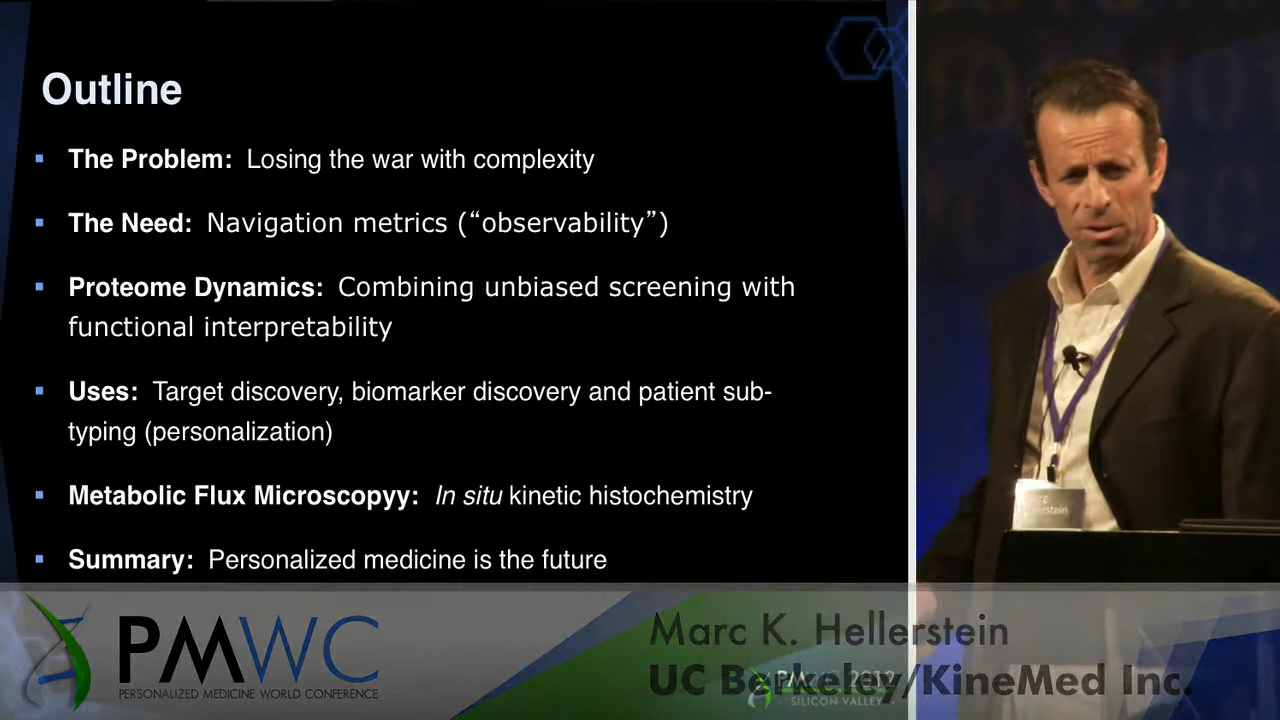 Outline
▪ The Problem: Losing the war with complexity
▪ The Need: Navigation metrics (“observability”)
▪ Proteome Dynamics: Combining unbiased screening with
functional interpretability
▪ Uses: Target discovery, biomarker discovery and patient sub-
typing (personalization)
▪ Metabolic Flux Microscopyy: In situ kinetic histochemistry
▪ Summary: Personalized medicine is the future
PMWC
PERSONALIZED MEDICINE WORLD CONFERENCE
Marc K. Hellerstein
UC Berkeley/KineMed Inc.
SILICON VALLEY